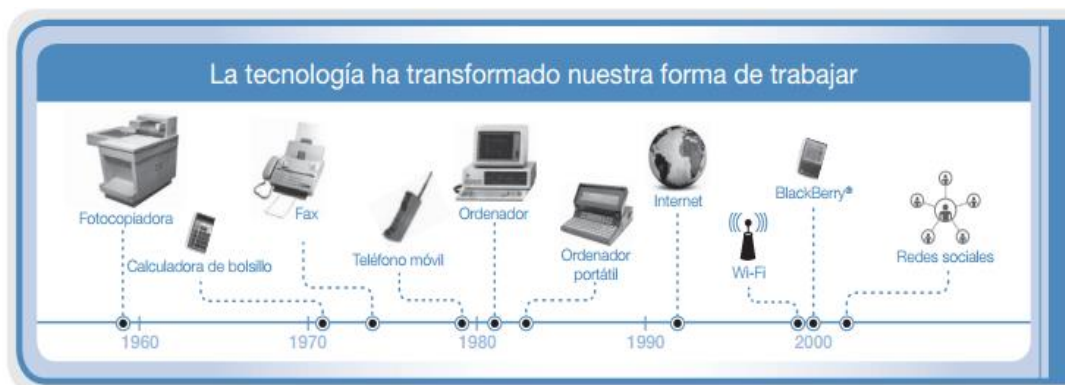 La tecnología ha transformado nuestra forma de trabajar
Fotocopiadora
Calculadora de bolsillo
Fax
Teléfono móvil
Ordenador
Ordenador
portátil
Internet
Wi-Fi
BlackBerry®
Redes sociales
1960
1970
1980
1990
2000